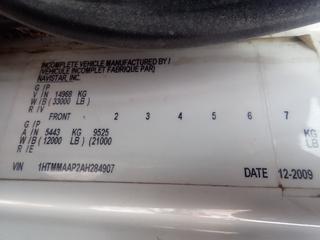 INCOMPLETE VEHICLE MANUFACTURED BY I
(VEHICULE INCOMPLET FABRIQUE PAR)
NAVISTAR, INC.
G/P
V/N 14968 KG
W/B (33000 LB)
R/V
FRONT 2 3 4 5 6 7
G/P
A/N 5443 KG 9525 KG
W/B (12000 LB) (21000 LB
R/E
VIN 1HTMMAAP2AH284907 DATE 12-2009